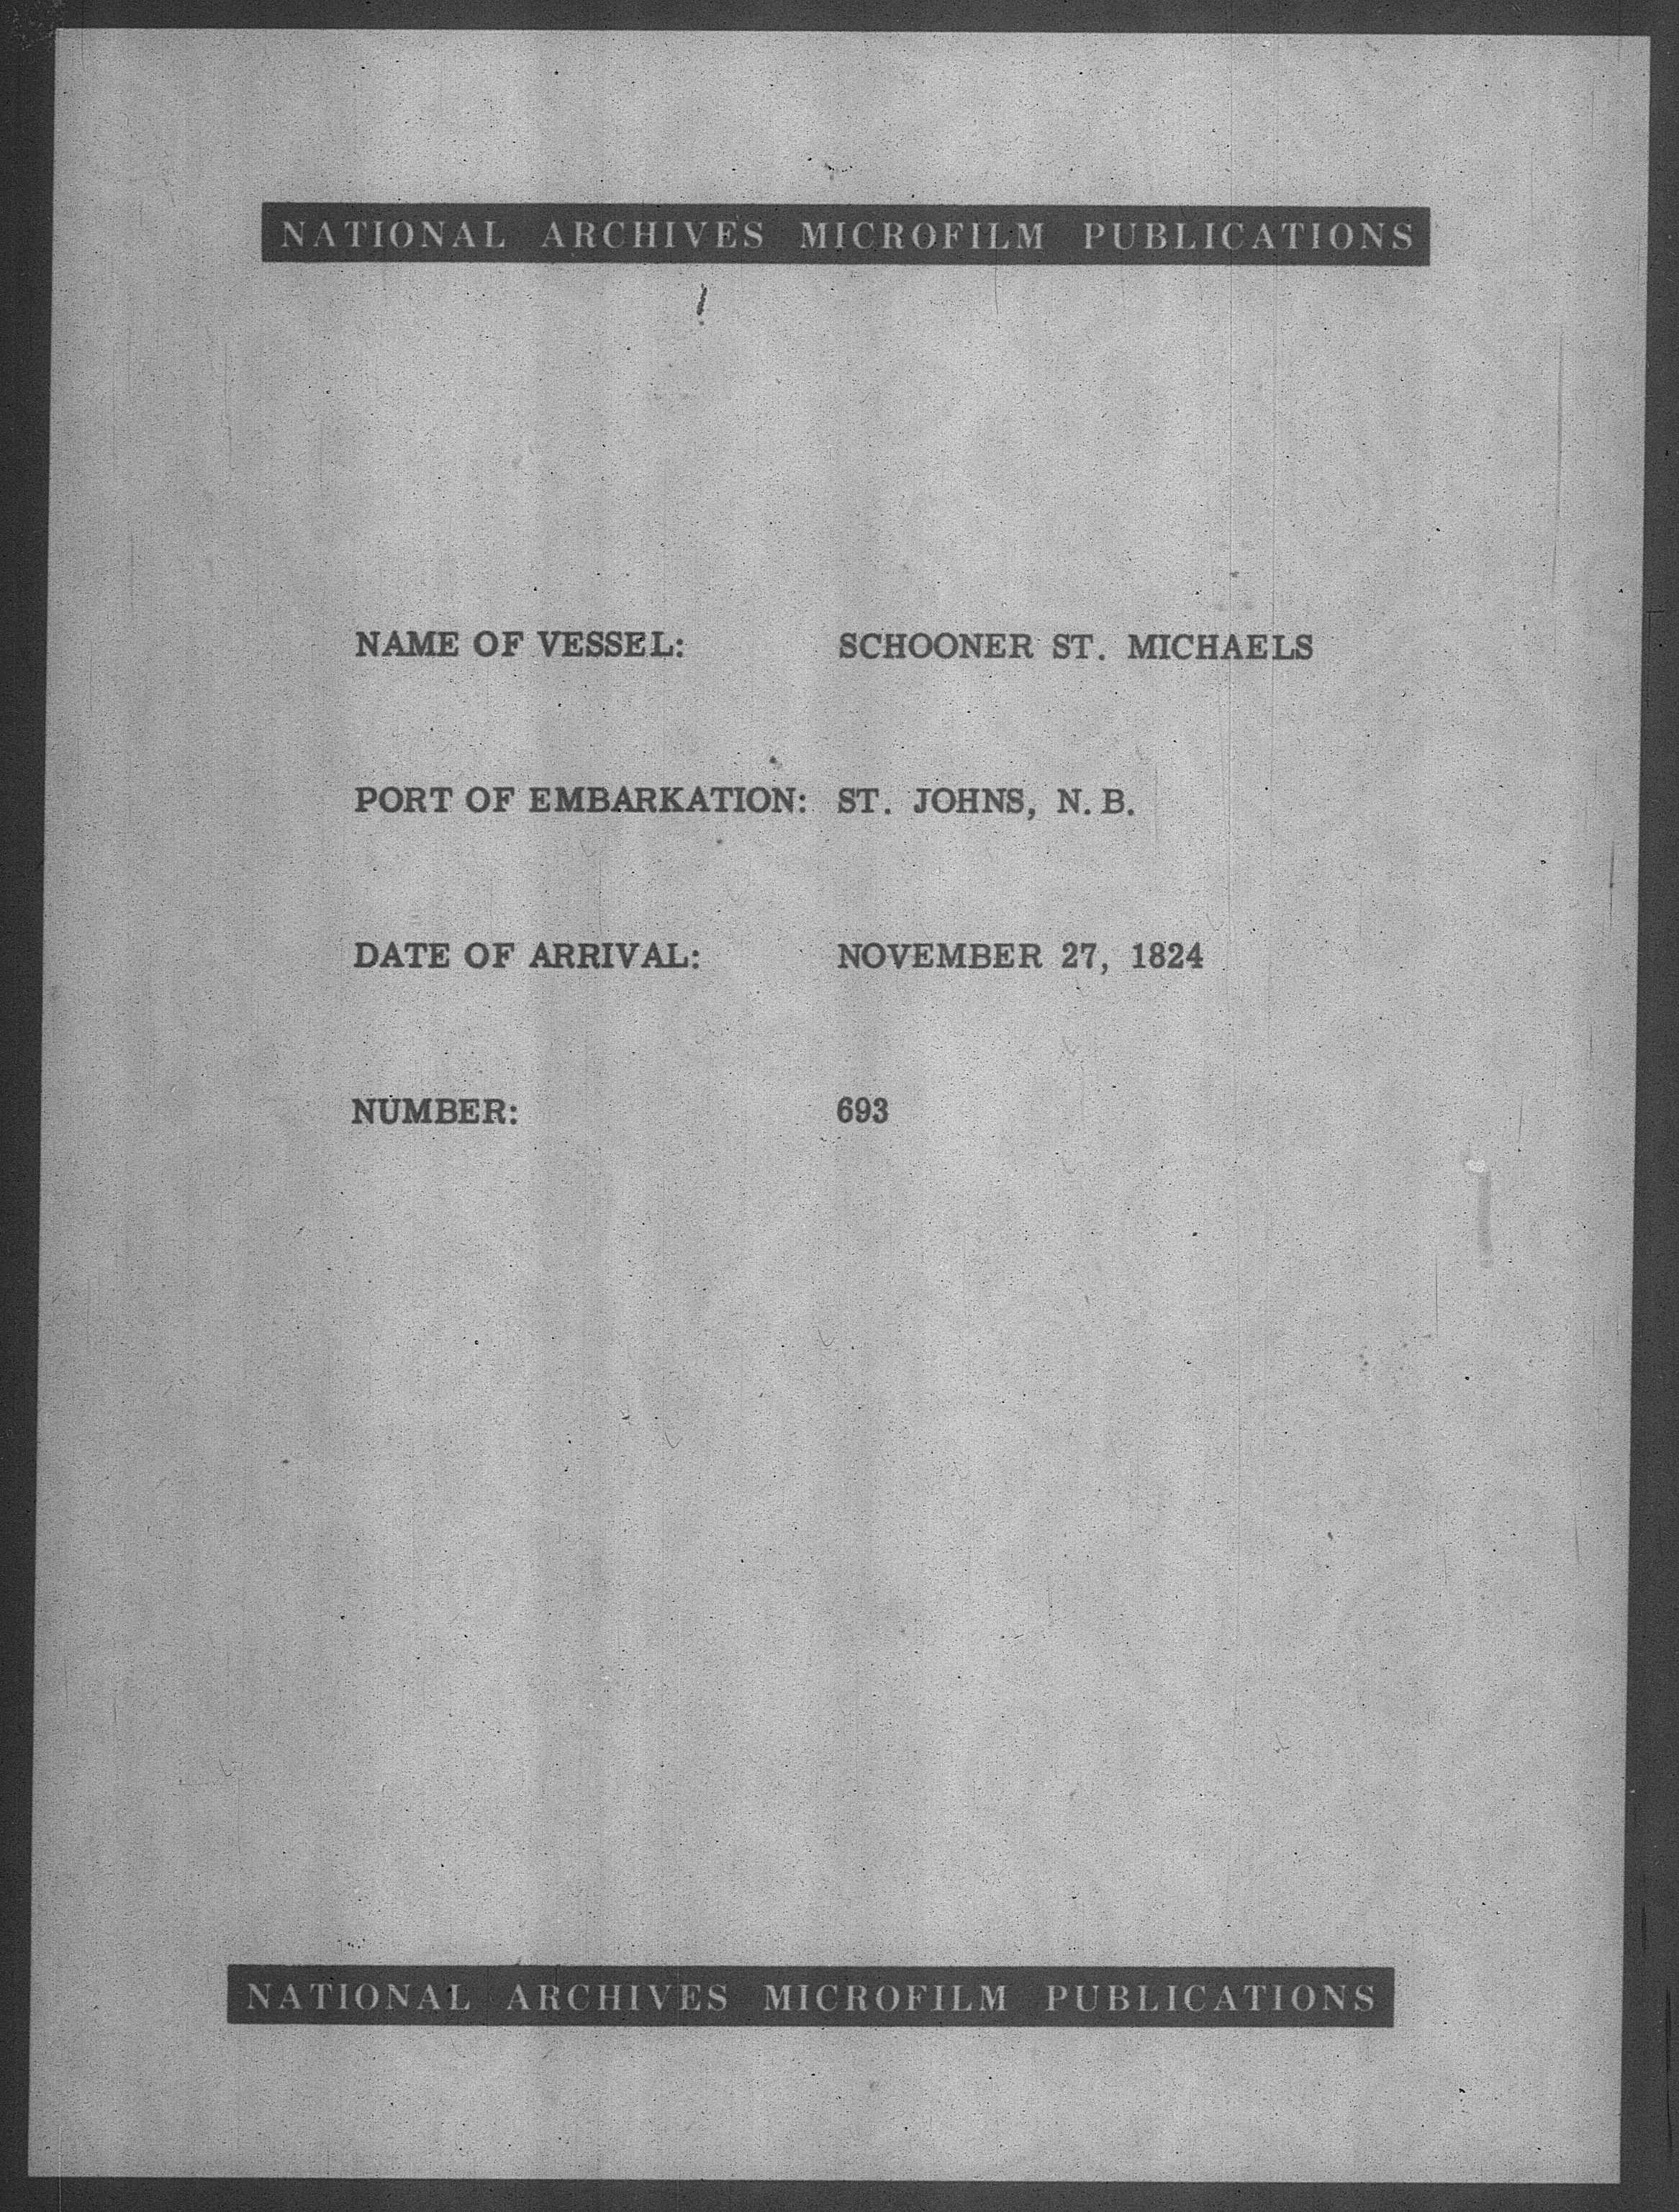 NATIONAL ARCHIVES MICROFILM PUBLICATIONS
NAME OF VESSEL: SCHOONER ST. MICHAELS
PORT OF EMBARKATION: ST. JOHNS, N. B.
DATE OF ARRIVAL: NOVEMBER 27, 1824
NUMBER: 693
NATIONAL ARCHIVES MICROFILM PUBLICATIONS